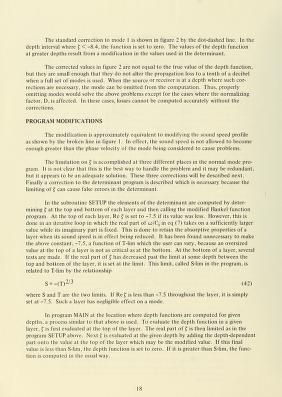 The standard correction to mode 1 is shown in figure 2 by the dot-dashed line. In the
depth interval where ζ < -8.4, the function is set to zero. The values of the depth function
at greater depths result from a modification in the values used in the determinant.
The corrected values in figure 2 are not equal to the true value of the depth function,
but they are small enough that they do not alter the propagation loss to a tenth of a decibel
when a full set of modes is used. When the source or receiver is at a depth where such cor-
rections are necessary, the mode can be omitted from the computation. Thus, properly
omitting modes would solve the above problems except for the cases where the normalizing
factor, D, is affected. In these cases, losses cannot be computed accurately without the
corrections.
PROGRAM MODIFICATIONS
The modification is approximately equivalent to modifying the sound speed profile
as shown by the broken line in figure 1. In effect, the sound speed is not allowed to become
enough greater than the phase velocity of the mode being considered to cause problems.
The limitation on ζ is accomplished at three different places in the normal mode pro-
gram. It is not clear that this is the best way to handle the problem and it may be redundant,
but it appears to be an adequate solution. These three corrections will be described next.
Finally a correction to the determinant program is described which is necessary because the
limiting of ζ can cause false zeroes in the determinant.
In the subroutine SETUP the elements of the determinant are computed by deter-
mining ζ at the top and bottom of each layer and then calling the modified Hankel function
program. At the top of each layer, Re ζ is set to -7.5 if its value was less. However, this is
done in an iterative loop in which the real part of ω/C in eq (7) takes on a sufficiently larger
value while its imaginary part is fixed. This is done to retain the absorptive properties of a
layer when its sound speed is in effect being reduced. It has been found unnecessary to make
the above constant, -7.5, a function of T-lim which the user can vary, because an oversized
value at the top of a layer is not as critical as at the bottom. At the bottom of a layer, several
tests are made. If the real part of ζ has decreased past the limit at some depth between the
top and bottom of the layer, it is set at the limit. This limit, called S-lim in the program, is
related to T-lim by the relationship
S = -(T)^2/3 (42)
where S and T are the two limits. If Re ζ is less than -7.5 throughout the layer, it is simply
set at -7.5. Such a layer has negligible effect on a mode.
In program MAIN at the location where depth functions are computed for given
depths, a process similar to that above is used. To evaluate the depth function in a given
layer, ζ is first evaluated at the top of the layer. The real part of ζ is then limited as in the
program SETUP above. Next ζ is evaluated at the given depth by adding the depth-dependent
part onto the value at the top of the layer which may be the modified value. If this final
value is less than S-lim, the depth function is set to zero. If it is greater than S-lim, the func-
tion is computed in the usual way.
18